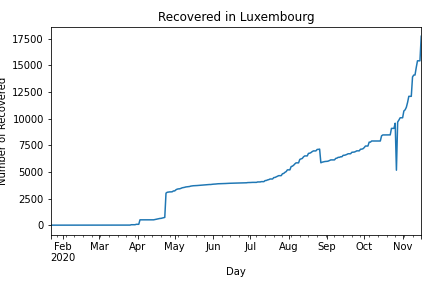 Recovered in Luxembourg
Number of Recovered
17500
15000
12500
10000
7500
5000
2500
0
Feb Mar Apr May Jun Jul Aug Sep Oct Nov
2020
Day